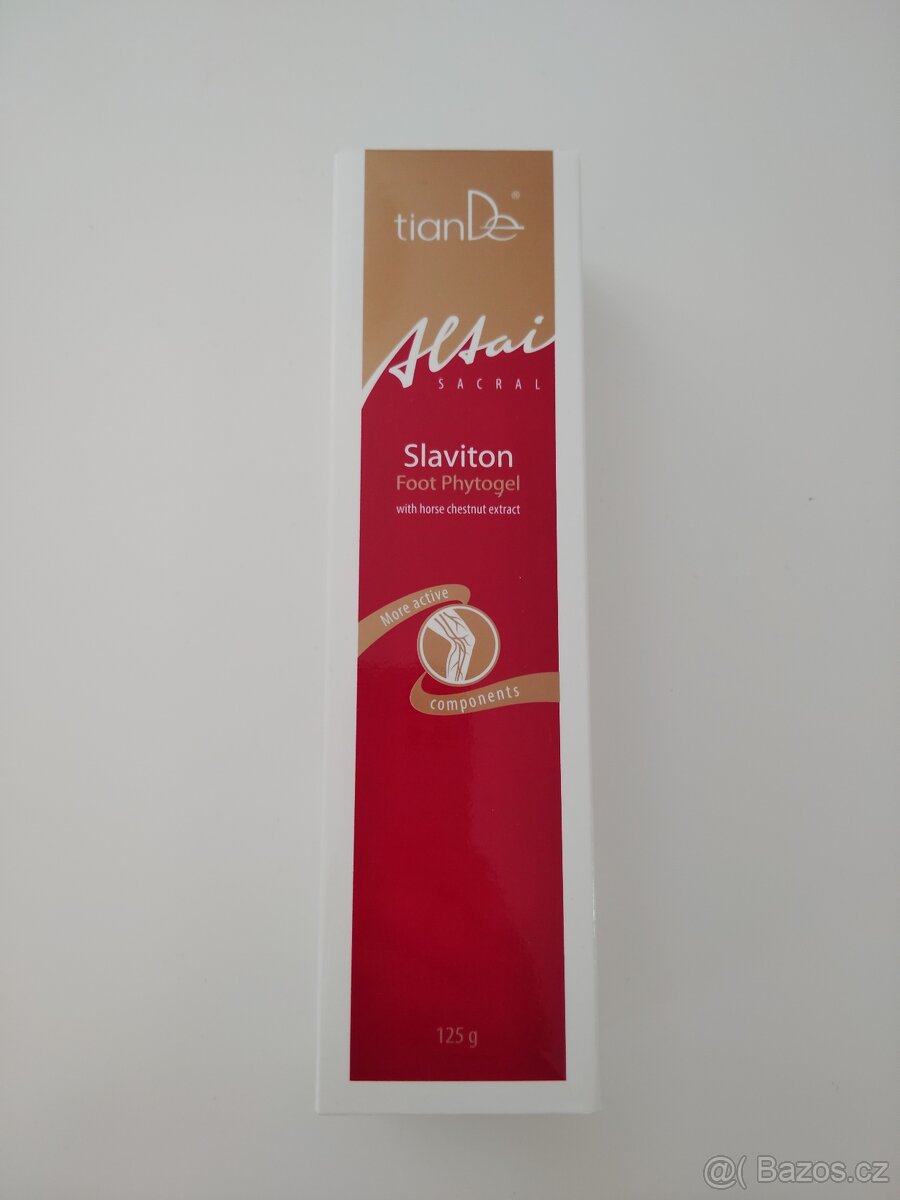 tianDe®
Altai
SACRAL
Slaviton
Foot Phytogel
with horse chestnut extract
More active
components
125 g
@( Bazos.cz